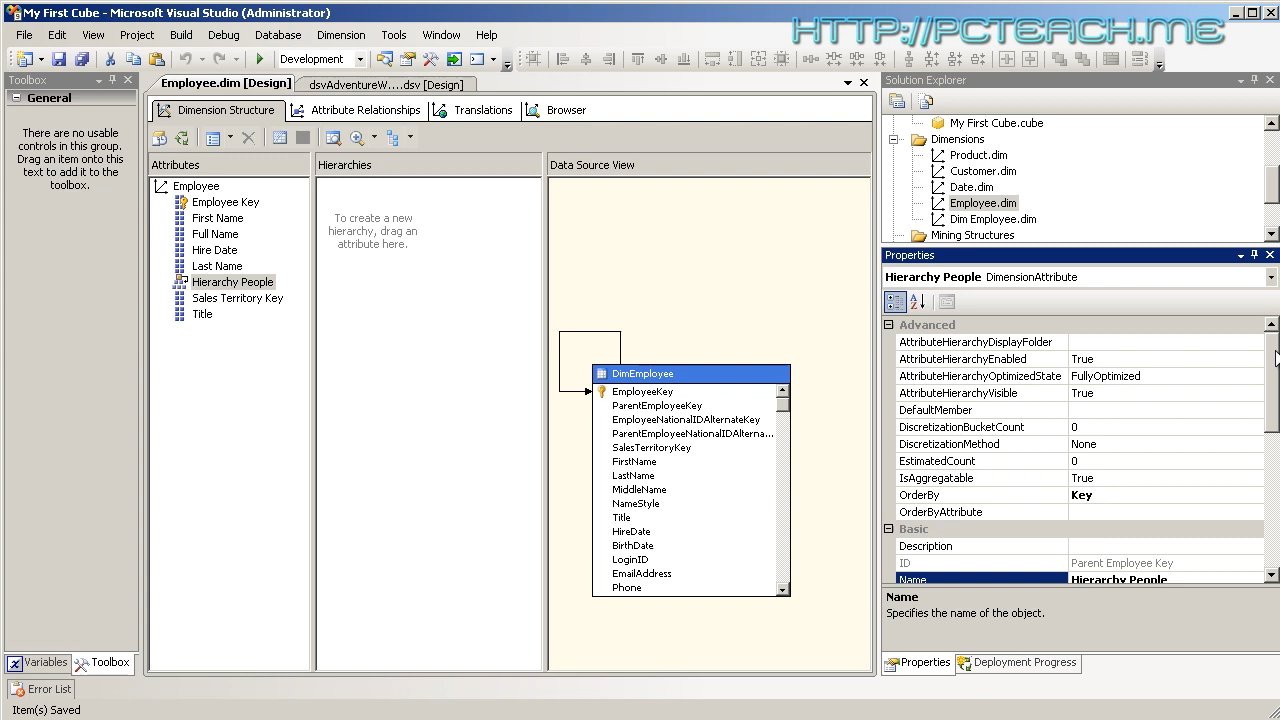 My First Cube - Microsoft Visual Studio (Administrator)
HTTP://PCTEACH.ME
File Edit View Project Build Debug Data Dimension Tools Window Help
Development
Toolbox
General
There are no usable
controls in this group.
Drag an item onto this
text to add it to the
toolbox.
Variables Toolbox
Error List
Item(s) Saved
Employee.dim [Design] dsvAdventureW....dsv [Design]
Dimension Structure Attribute Relationships Translations Browser
Attributes
Employee
Employee Key
First Name
Full Name
Hire Date
Last Name
Hierarchy People
Sales Territory Key
Title
Hierarchies
To create a new
hierarchy, drag an
attribute here.
Data Source View
DimEmployee
EmployeeKey
ParentEmployeeKey
EmployeeNationalIDAlternateKey
ParentEmployeeNationalIDAlterna...
SalesTerritoryKey
FirstName
LastName
MiddleName
NameStyle
Title
HireDate
BirthDate
LoginID
EmailAddress
Phone
Solution Explorer
My First Cube.cube
Dimensions
Product.dim
Customer.dim
Date.dim
Employee.dim
Dim Employee.dim
Mining Structures
Properties
Hierarchy People DimensionAttribute
Advanced
AttributeHierarchyDisplayFolder
AttributeHierarchyEnabled True
AttributeHierarchyOptimizedState FullyOptimized
AttributeHierarchyVisible True
DefaultMember
DiscretizationBucketCount 0
DiscretizationMethod None
EstimatedCount 0
IsAggregatable True
OrderBy Key
OrderByAttribute
Basic
Description
ID Parent Employee Key
Name Hierarchy People
Name
Specifies the name of the object.
Properties Deployment Progress